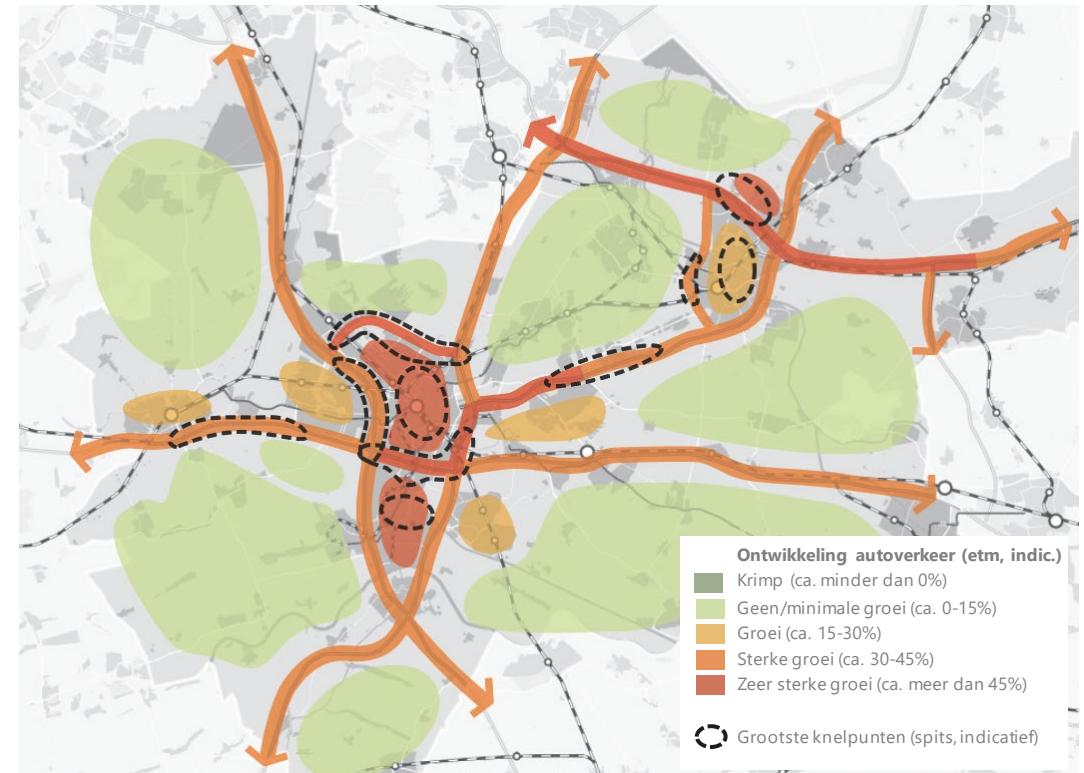 Ontwikkeling autoverkeer (etm, indic.)
Krimp (ca. minder dan 0%)
Geen/minimale groei (ca. 0-15%)
Groei (ca. 15-30%)
Sterke groei (ca. 30-45%)
Zeer sterke groei (ca. meer dan 45%)
Grootste knelpunten (spits, indicatief)